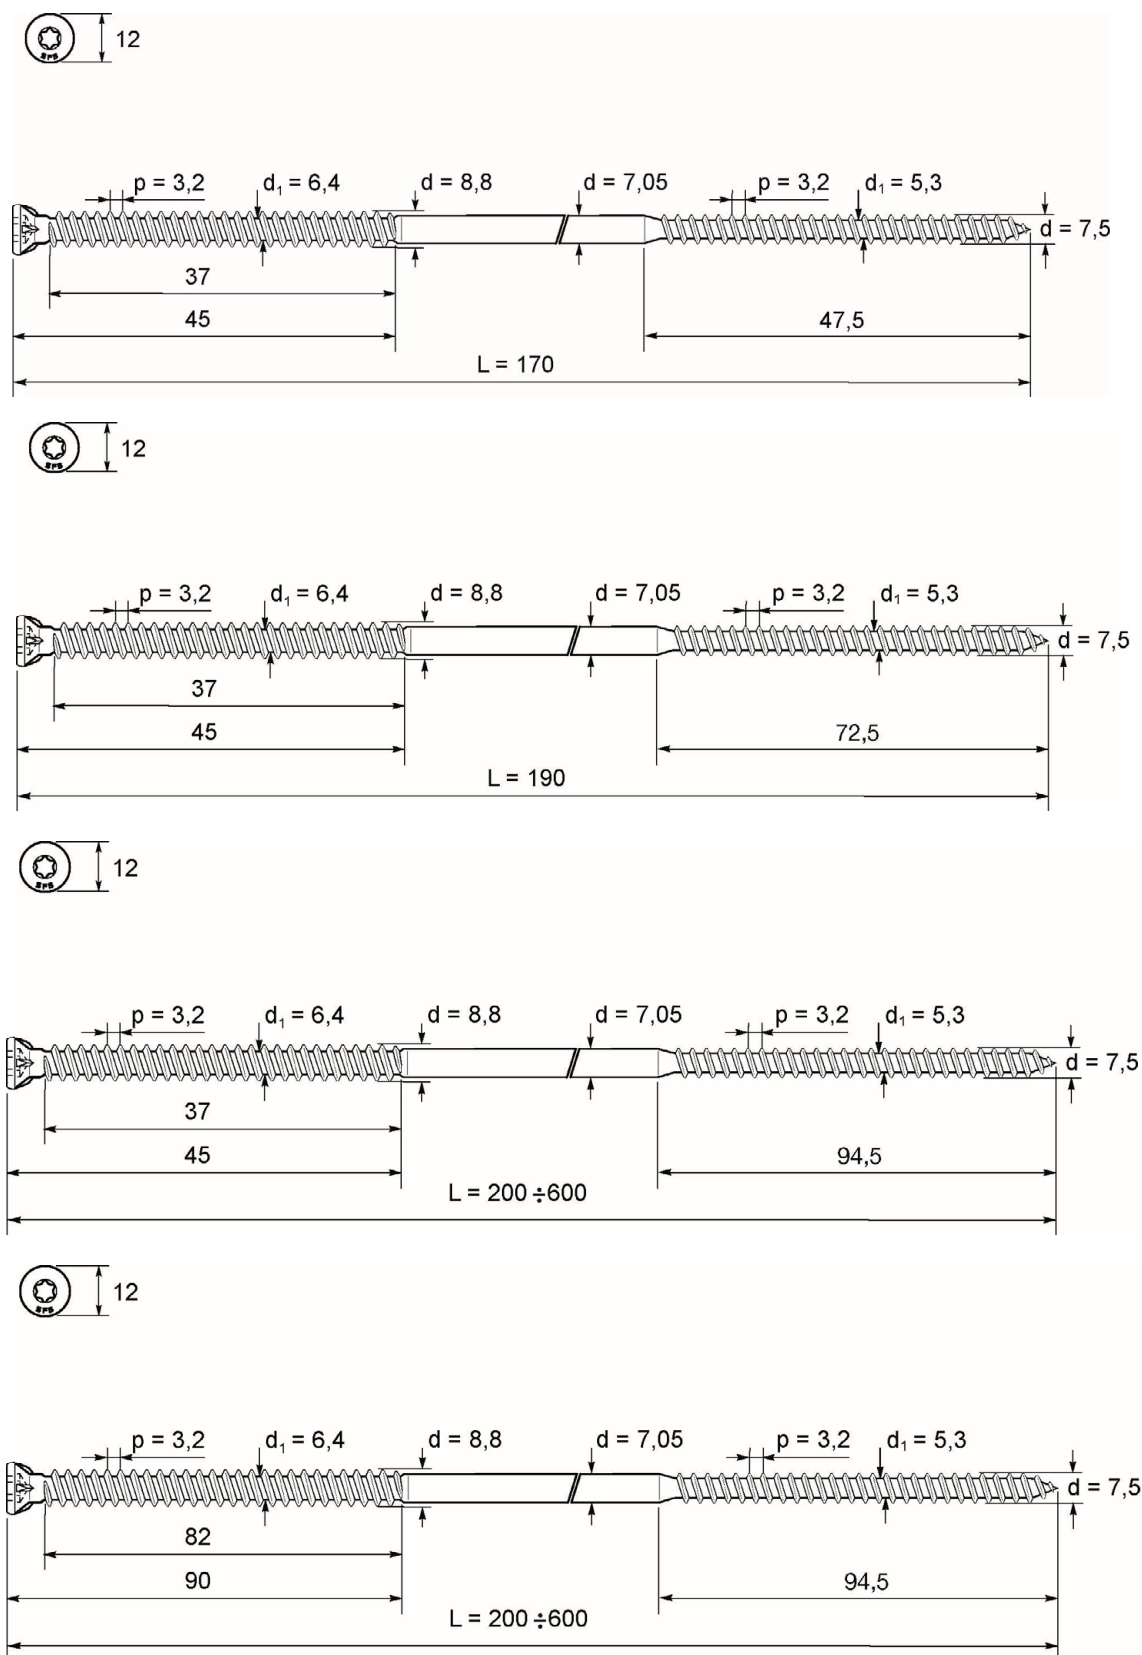 12
SFS
p = 3,2 d₁ = 6,4 d = 8,8 d = 7,05 p = 3,2 d₁ = 5,3
d = 7,5
37
45 47,5
L = 170
12
SFS
p = 3,2 d₁ = 6,4 d = 8,8 d = 7,05 p = 3,2 d₁ = 5,3
d = 7,5
37
45 72,5
L = 190
12
SFS
p = 3,2 d₁ = 6,4 d = 8,8 d = 7,05 p = 3,2 d₁ = 5,3
d = 7,5
37
45 94,5
L = 200 ÷600
12
SFS
p = 3,2 d₁ = 6,4 d = 8,8 d = 7,05 p = 3,2 d₁ = 5,3
d = 7,5
82
90 94,5
L = 200 ÷600